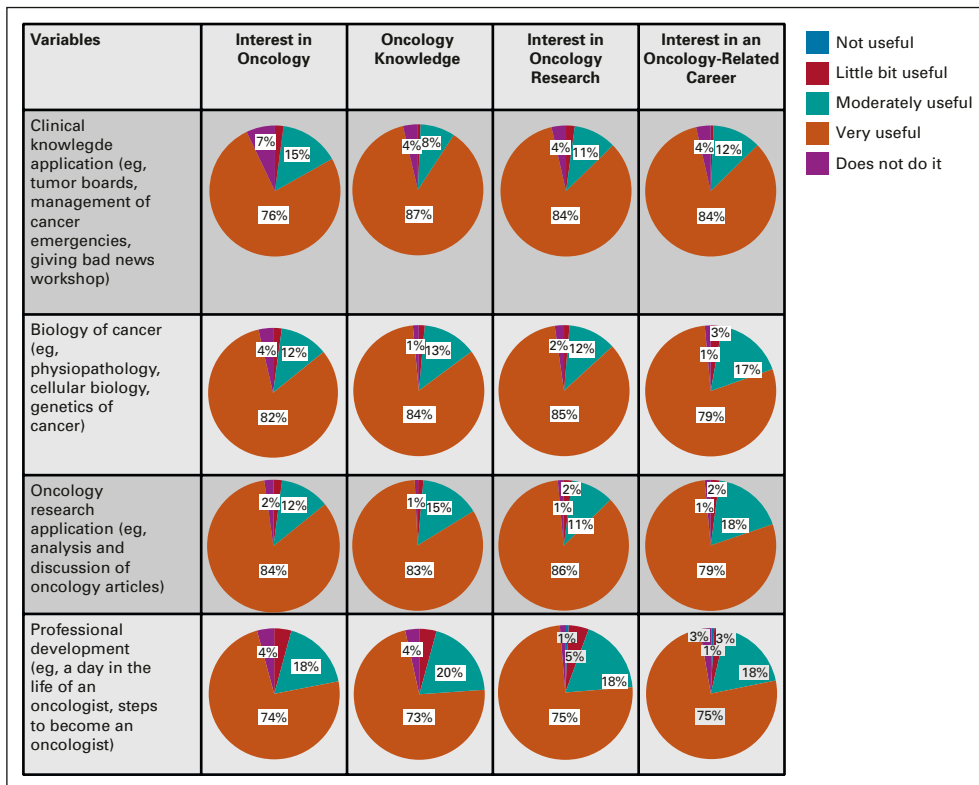 Variables
Interest in
Oncology
Oncology
Knowledge
Interest in
Oncology
Research
Interest in an
Oncology-Related
Career
Not useful
Little bit useful
Moderately useful
Very useful
Does not do it
Clinical
knowlegde
application (eg,
tumor boards,
management of
cancer
emergencies,
giving bad news
workshop)
7%
15%
76%
4%
8%
87%
4%
11%
84%
4%
12%
84%
Biology of cancer
(eg,
physiopathology,
cellular biology,
genetics of
cancer)
4%
12%
82%
1%
13%
84%
2%
12%
85%
3%
1%
17%
79%
Oncology
research
application (eg,
analysis and
discussion of
oncology articles)
2%
12%
84%
1%
15%
83%
2%
1%
11%
86%
2%
1%
18%
79%
Professional
development
(eg, a day in the
life of an
oncologist, steps
to become an
oncologist)
4%
18%
74%
4%
20%
73%
1%
5%
18%
75%
3%
3%
1%
18%
75%